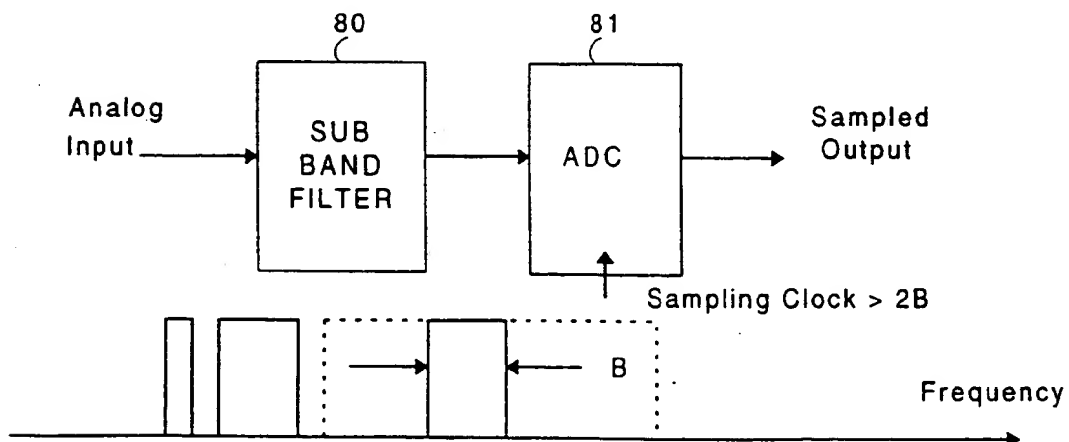 80
81
Analog
Input
SUB
BAND
FILTER
ADC
Sampled
Output
Sampling Clock > 2B
B
Frequency